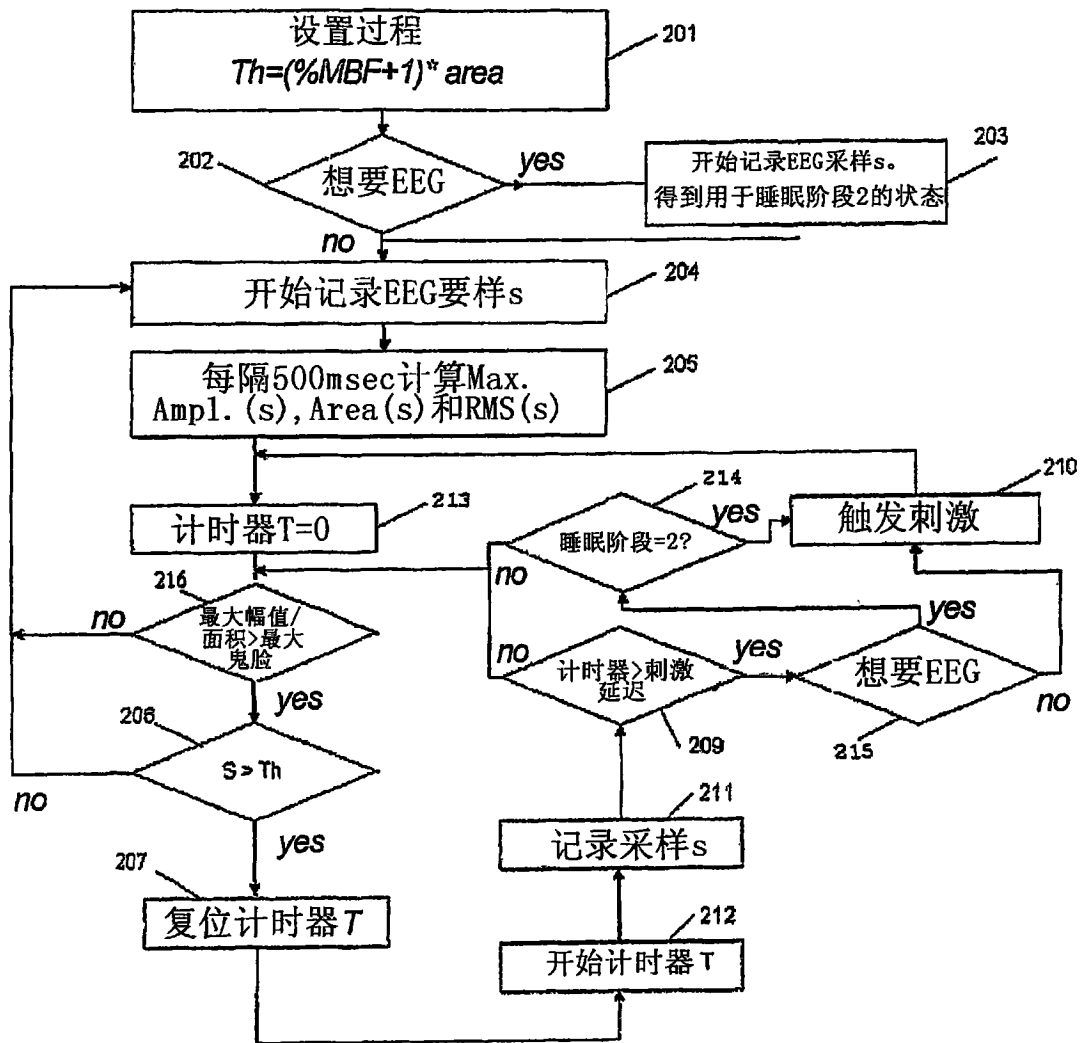 设置过程
Th=(%MBF+1)* area
201
202
想要EEG
yes
no
开始记录EEG采样s。
得到用于睡眠阶段2的状态
203
开始记录EEG要样s
204
每隔500msec计算Max.
Ampl.(s),Area(s)和RMS(s)
205
计时器T=0
213
216
最大幅值/
面积>最大
鬼脸
no
yes
206
S>Th
no
yes
207
复位计时器T
214
睡眠阶段=2?
yes
no
210
触发刺激
计时器>刺激
延迟
no
yes
209
yes
想要EEG
no
215
211
记录采样s
212
开始计时器T